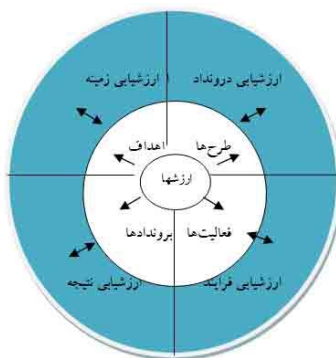 ارزشیابی درونداد
ارزشیابی زمینه
طرح‌ها
اهداف
ارزشها
فعالیت‌ها
بروندادها
ارزشیابی فرایند
ارزشیابی نتیجه